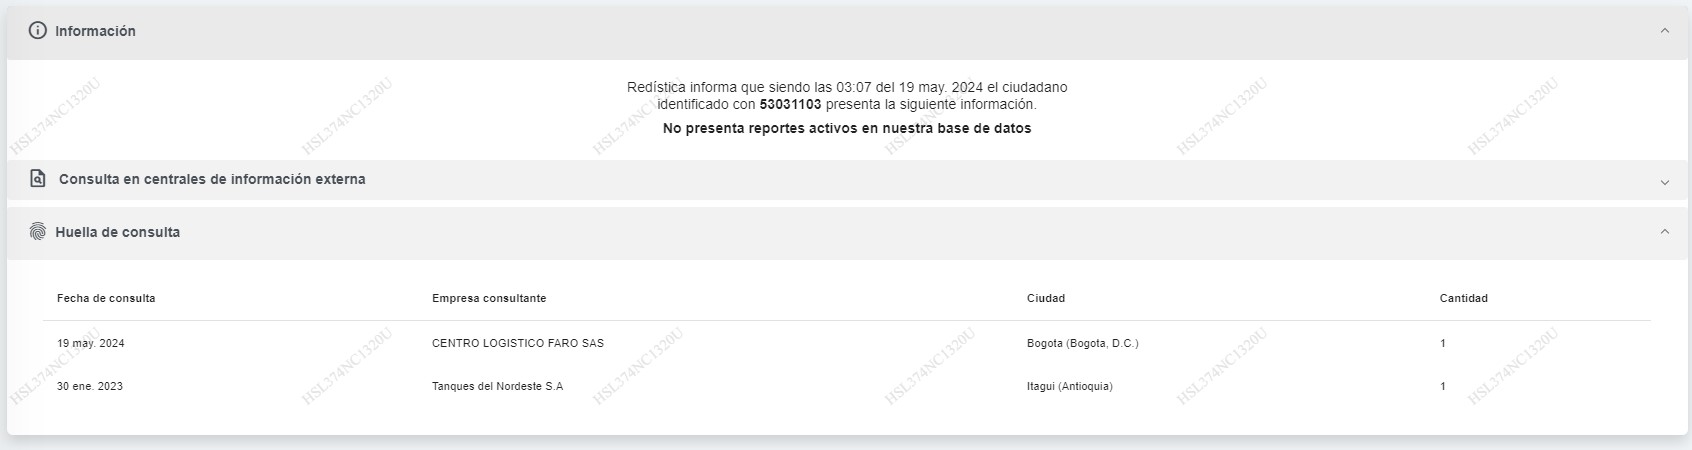 Información
Redística informa que siendo las 03:07 del 19 may. 2024 el ciudadano
identificado con 53031103 presenta la siguiente información.
No presenta reportes activos en nuestra base de datos
HSL374NC1320U HSL374NC1320U HSL374NC1320U HSL374NC1320U HSL374NC1320U HSL374NC1320U
Consulta en centrales de información externa
Huella de consulta
Fecha de consulta Empresa consultante Ciudad Cantidad
19 may. 2024 CENTRO LOGISTICO FARO SAS Bogota (Bogota, D.C.) 1
30 ene. 2023 Tanques del Nordeste S.A Itagui (Antioquia) 1
HSL374NC1320U HSL374NC1320U HSL374NC1320U HSL374NC1320U HSL374NC1320U HSL374NC1320U